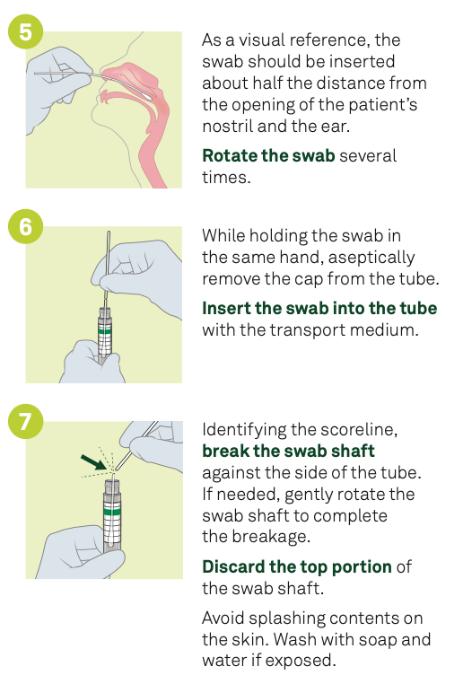 5
As a visual reference, the
swab should be inserted
about half the distance from
the opening of the patient's
nostril and the ear.
Rotate the swab several
times.
6
While holding the swab in
the same hand, aseptically
remove the cap from the tube.
Insert the swab into the tube
with the transport medium.
7
Identifying the scoreline,
break the swab shaft
against the side of the tube.
If needed, gently rotate the
swab shaft to complete
the breakage.
Discard the top portion of
the swab shaft.
Avoid splashing contents on
the skin. Wash with soap and
water if exposed.